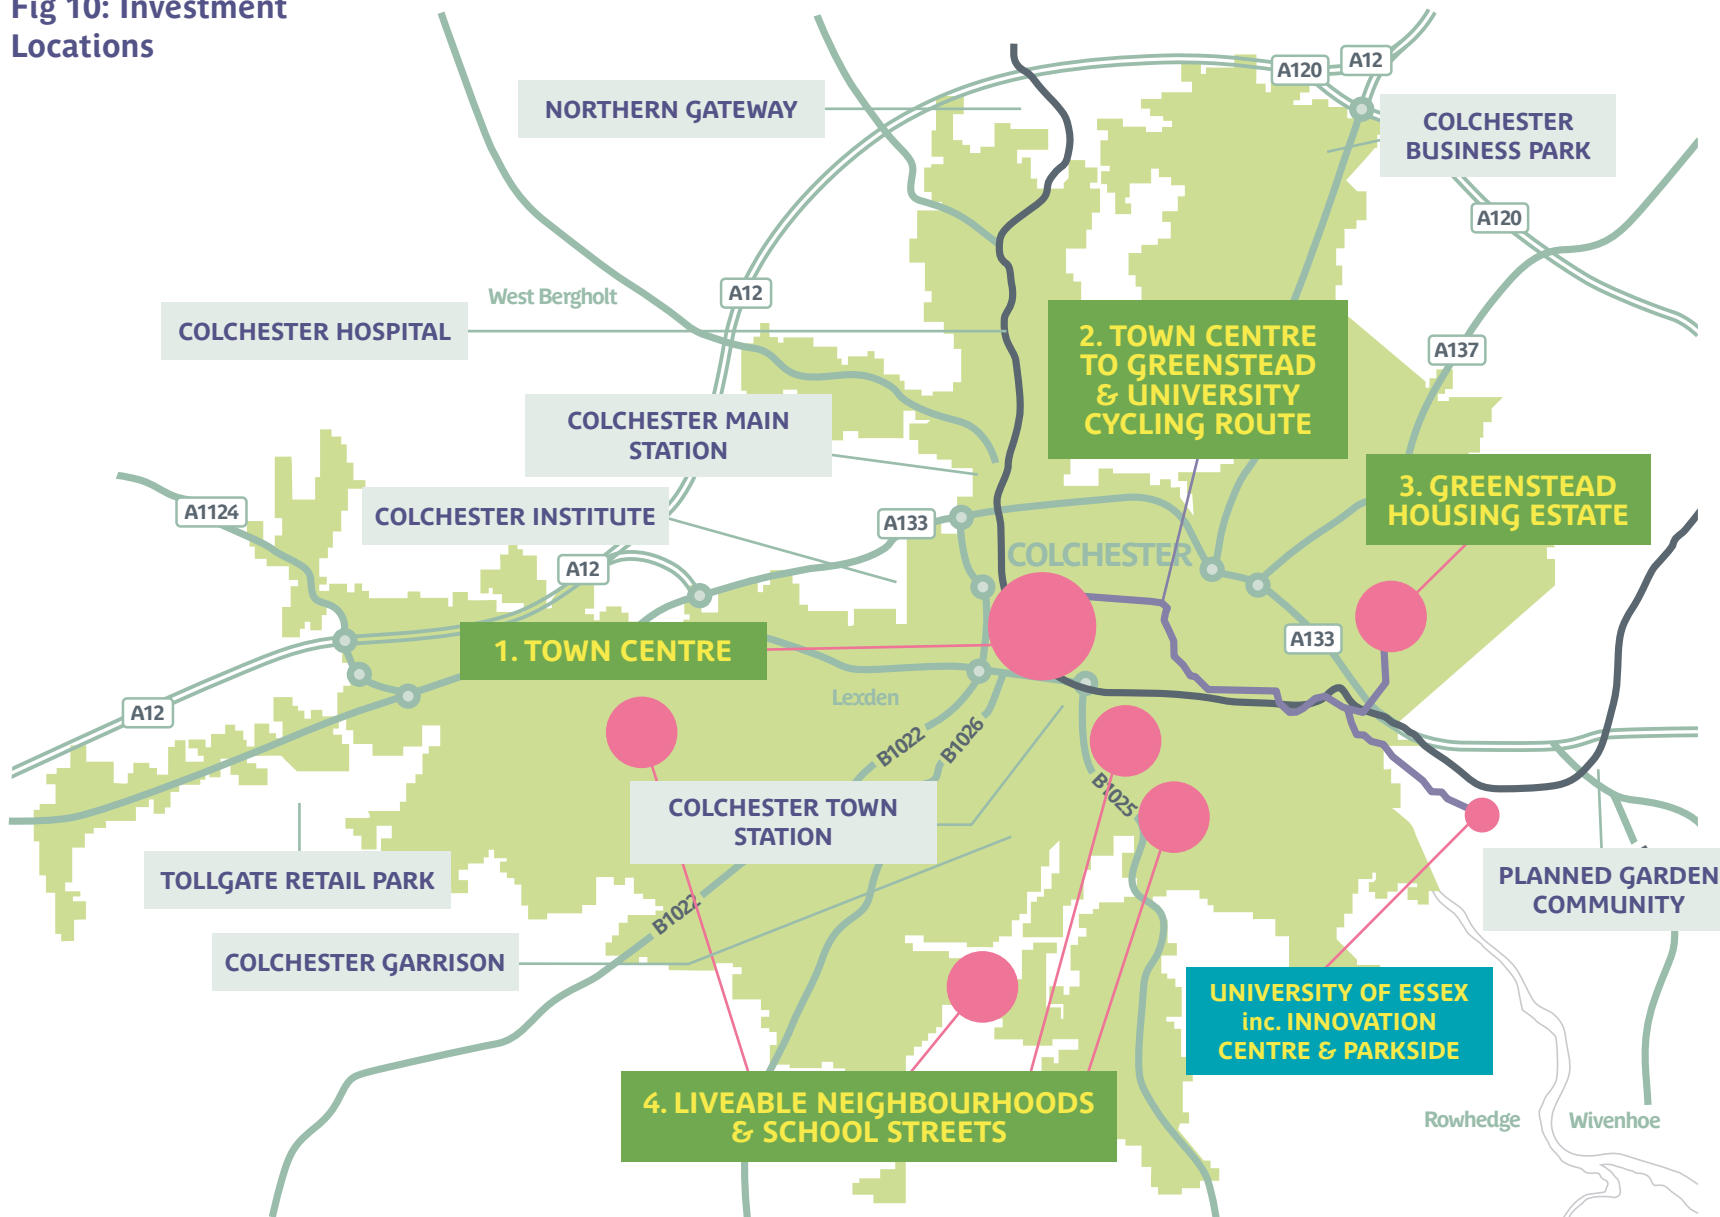 Fig 10: Investment
Locations
A120
A12
NORTHERN GATEWAY
COLCHESTER
BUSINESS PARK
A120
West Bergholt
A12
COLCHESTER HOSPITAL
2. TOWN CENTRE
TO GREENSTEAD
& UNIVERSITY
CYCLING ROUTE
A137
COLCHESTER MAIN
STATION
3. GREENSTEAD
HOUSING ESTATE
A1124
COLCHESTER INSTITUTE
A133
A12
COLCHESTER
1. TOWN CENTRE
A133
Lexden
A12
B1022
B1026
B1025
COLCHESTER TOWN
STATION
TOLLGATE RETAIL PARK
PLANNED GARDEN
COMMUNITY
B1022
COLCHESTER GARRISON
UNIVERSITY OF ESSEX
inc. INNOVATION
CENTRE & PARKSIDE
4. LIVEABLE NEIGHBOURHOODS
& SCHOOL STREETS
Rowhedge
Wivenhoe